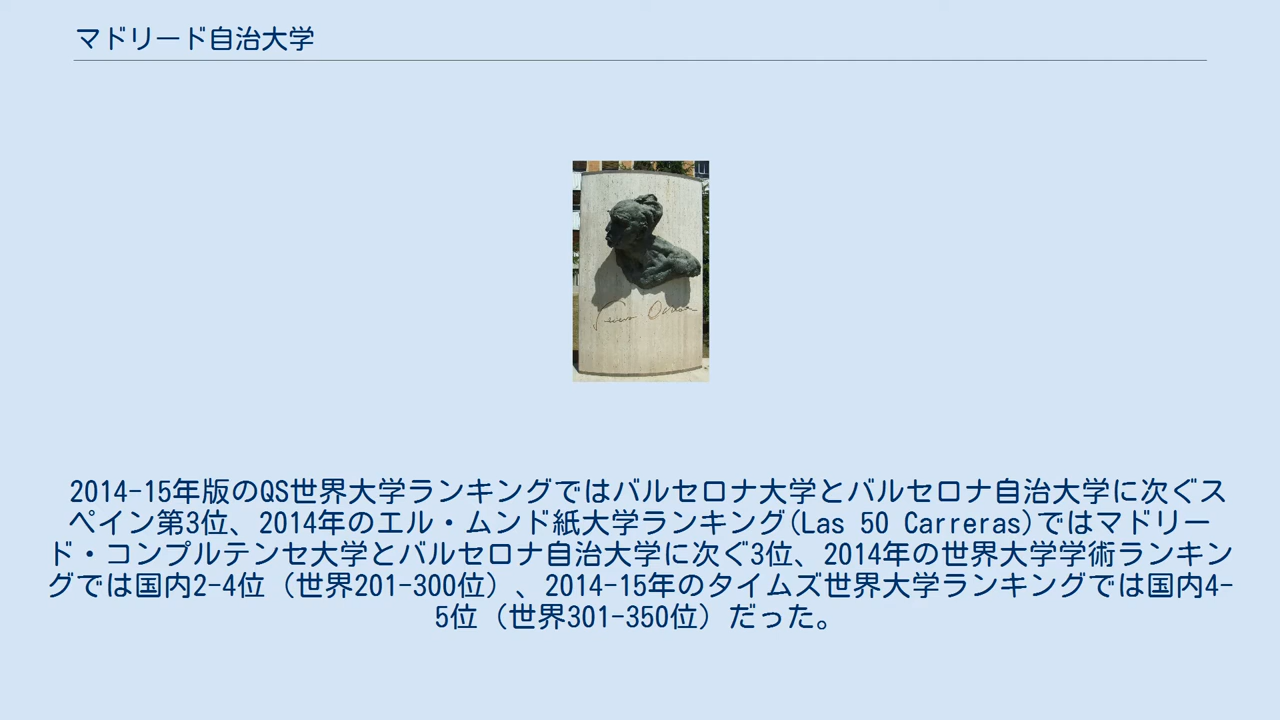 マドリード自治大学
2014-15年版のQS世界大学ランキングではバルセロナ大学とバルセロナ自治大学に次ぐス
ペイン第3位、2014年のエル・ムンド紙大学ランキング(Las 50 Carreras)ではマドリー
ド・コンプルテンセ大学とバルセロナ自治大学に次ぐ3位、2014年の世界大学学術ランキン
グでは国内2-4位（世界201-300位）、2014-15年のタイムズ世界大学ランキングでは国内4-
5位（世界301-350位）だった。